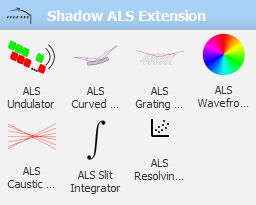 Shadow ALS Extension
ALS Undulator
ALS Curved ...
ALS Grating ...
ALS Wavefro...
ALS Caustic ...
ALS Slit Integrator
ALS Resolvin...